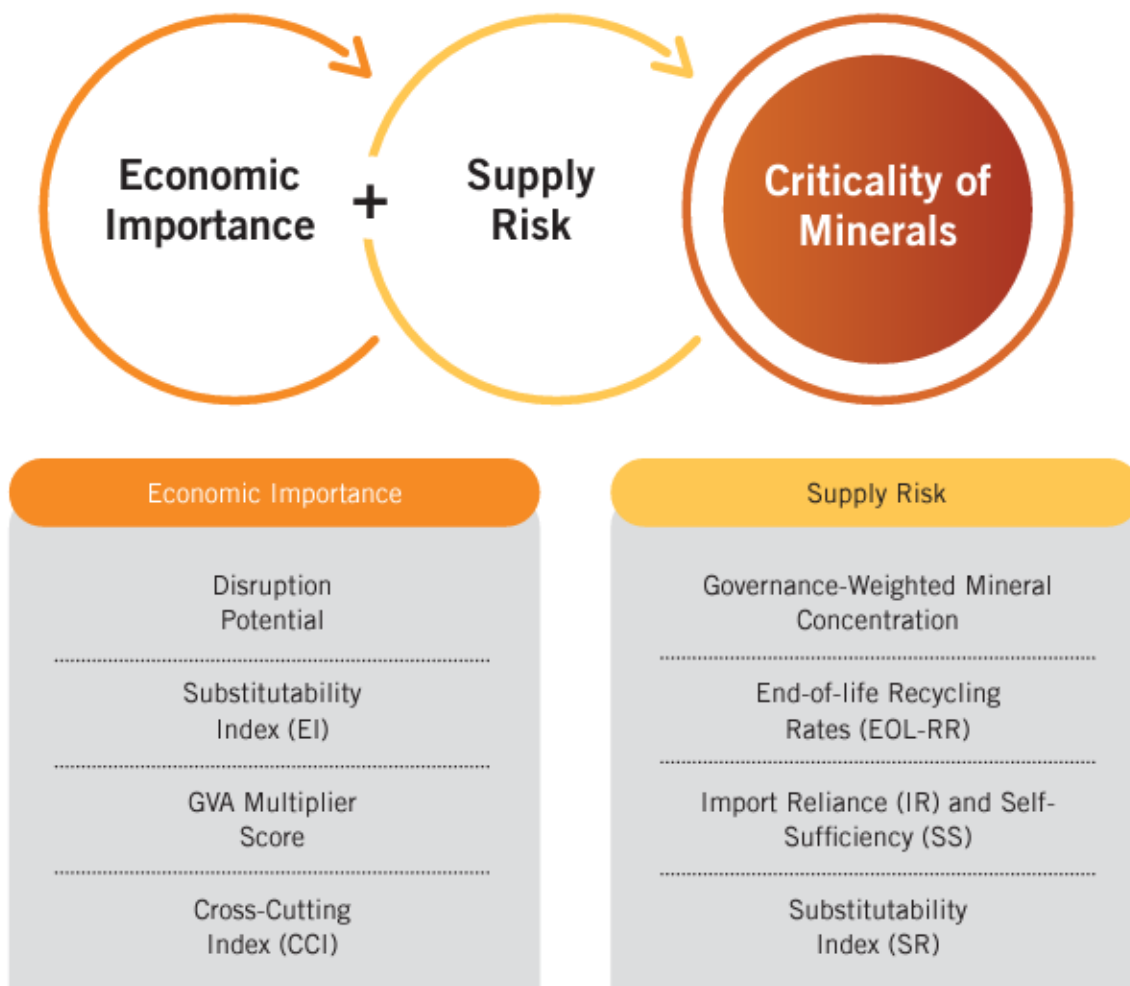 Economic
Importance
+
Supply
Risk
Criticality of
Minerals
Economic Importance
Disruption
Potential
Substitutability
Index (EI)
GVA Multiplier
Score
Cross-Cutting
Index (CCI)
Supply Risk
Governance-Weighted Mineral
Concentration
End-of-life Recycling
Rates (EOL-RR)
Import Reliance (IR) and Self-
Sufficiency (SS)
Substitutability
Index (SR)